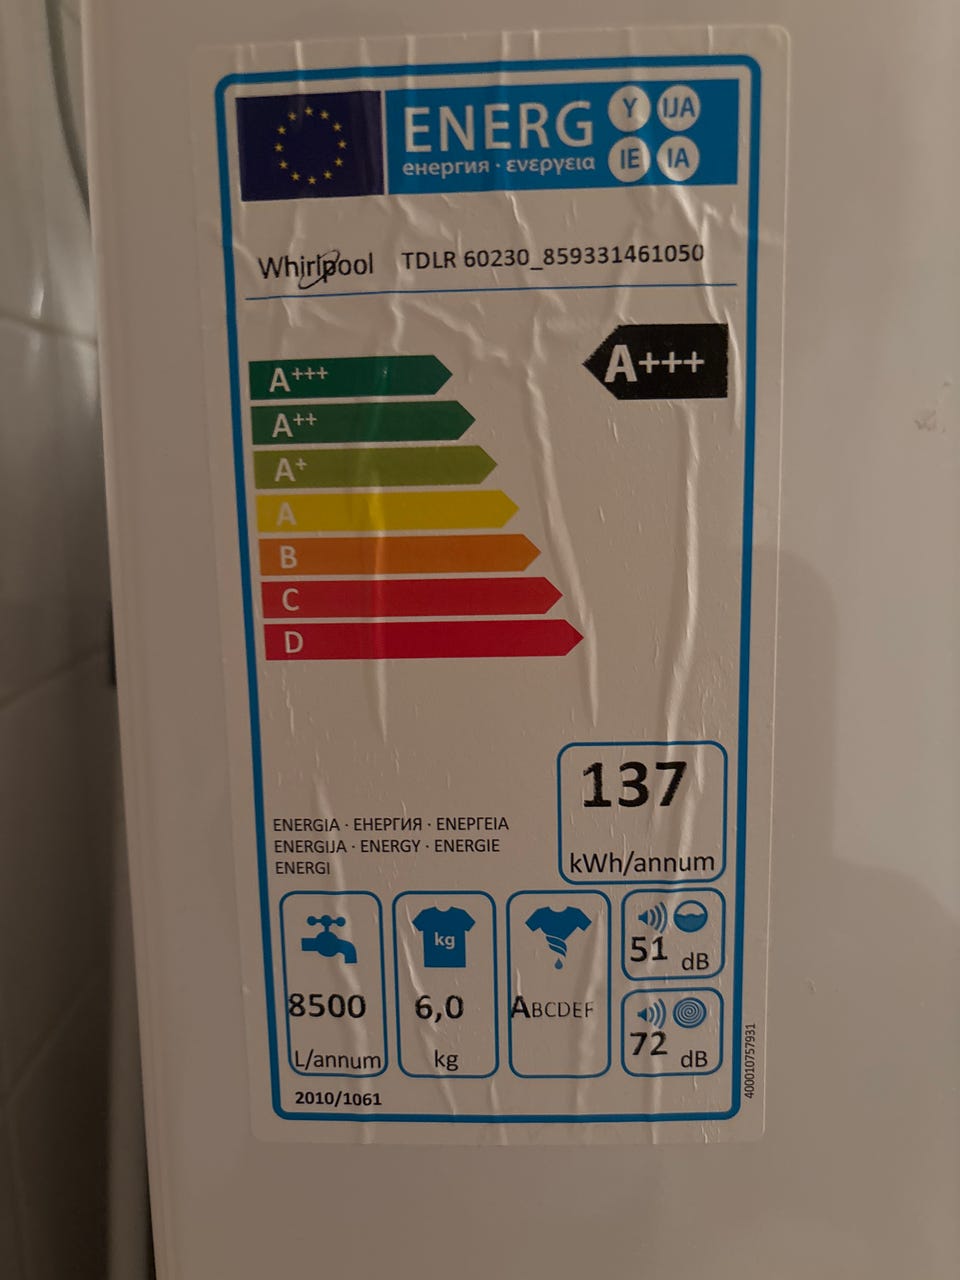 ENERG Y IJA
енергия · ενεργεια IE IA
Whirlpool TDLR 60230_859331461050
A+++
A+++
A++
A+
A
B
C
D
137
kWh/annum
ENERGIA · ЕНЕРГИЯ · ΕΝΕΡΓΕΙΑ
ENERGIJA · ENERGY · ENERGIE
ENERGI
kg
8500
L/annum
6,0
kg
ABCDEF
51 dB
72 dB
2010/1061
400010757931